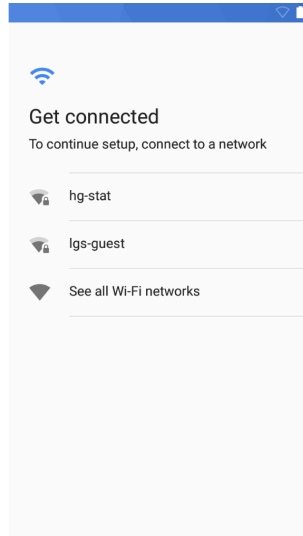 Get connected
To continue setup, connect to a network
hg-stat
lgs-guest
See all Wi-Fi networks